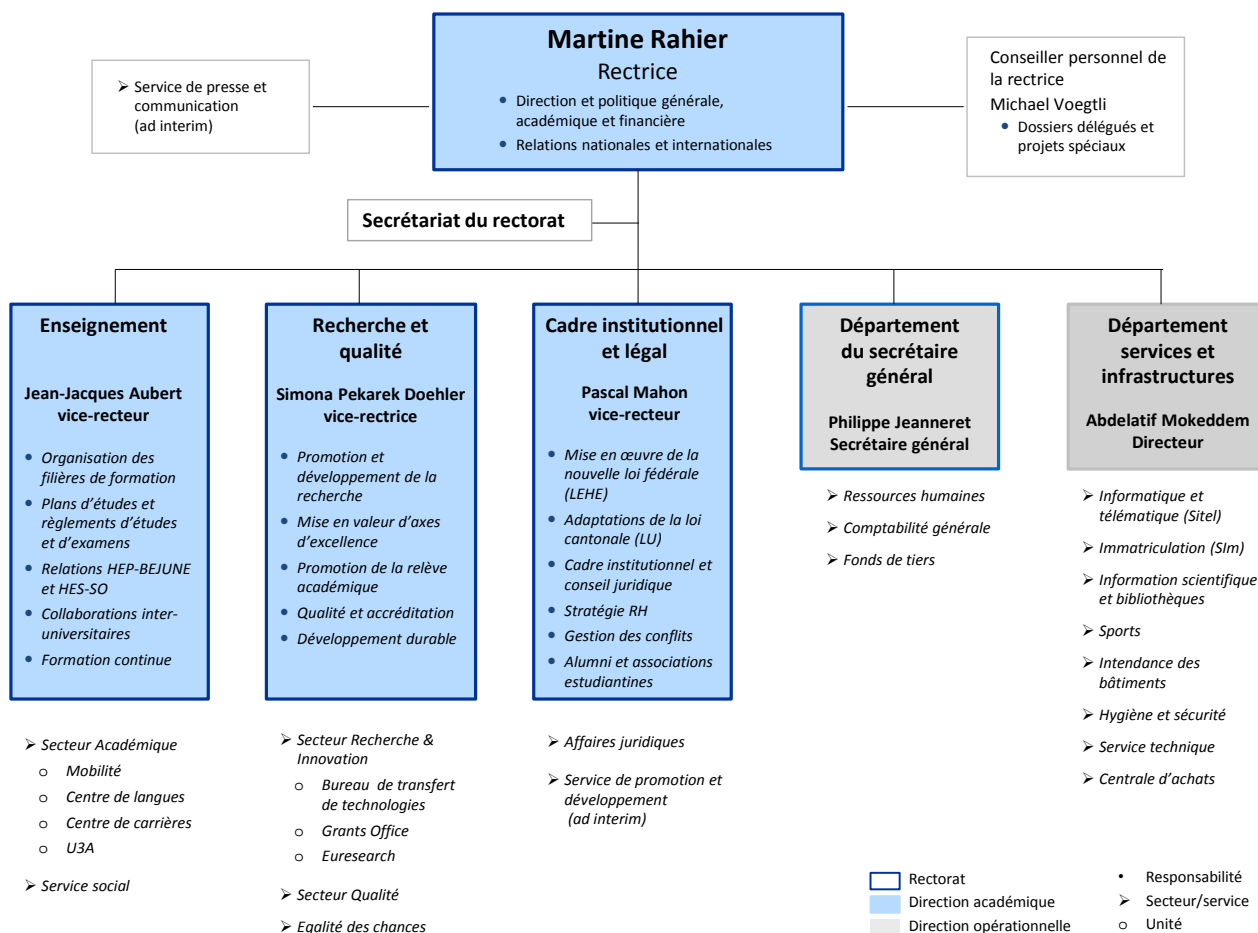 Martine Rahier
Rectrice
• Direction et politique générale,
académique et financière
• Relations nationales et internationales
➢ Service de presse et
communication
(ad interim)
Conseiller personnel de
la rectrice
Michael Voegtli
• Dossiers délégués et
projets spéciaux
Secrétariat du rectorat
Enseignement
Jean-Jacques Aubert
vice-recteur
• Organisation des
filières de formation
• Plans d’études et
règlements d’études
et d’examens
• Relations HEP-BEJUNE
et HES-SO
• Collaborations inter-
universitaires
• Formation continue
➢ Secteur Académique
o Mobilité
o Centre de langues
o Centre de carrières
o U3A
➢ Service social
Recherche et
qualité
Simona Pekarek Doehler
vice-rectrice
• Promotion et
développement de la
recherche
• Mise en valeur d’axes
d’excellence
• Promotion de la relève
académique
• Qualité et accréditation
• Développement durable
➢ Secteur Recherche &
Innovation
o Bureau de transfert
de technologies
o Grants Office
o Euresearch
➢ Secteur Qualité
➢ Egalité des chances
Cadre institutionnel
et légal
Pascal Mahon
vice-recteur
• Mise en œuvre de la
nouvelle loi fédérale
(LEHE)
• Adaptations de la loi
cantonale (LU)
• Cadre institutionnel et
conseil juridique
• Stratégie RH
• Gestion des conflits
• Alumni et associations
estudiantines
➢ Affaires juridiques
➢ Service de promotion et
développement
(ad interim)
Département
du secrétaire
général
Philippe Jeanneret
Secrétaire général
➢ Ressources humaines
➢ Comptabilité générale
➢ Fonds de tiers
Département
services et
infrastructures
Abdelatif Mokeddem
Directeur
➢ Informatique et
télématique (Sitel)
➢ Immatriculation (SIm)
➢ Information scientifique
et bibliothèques
➢ Sports
➢ Intendance des
bâtiments
➢ Hygiène et sécurité
➢ Service technique
➢ Centrale d’achats
Rectorat
Direction académique
Direction opérationnelle
• Responsabilité
➢ Secteur/service
o Unité